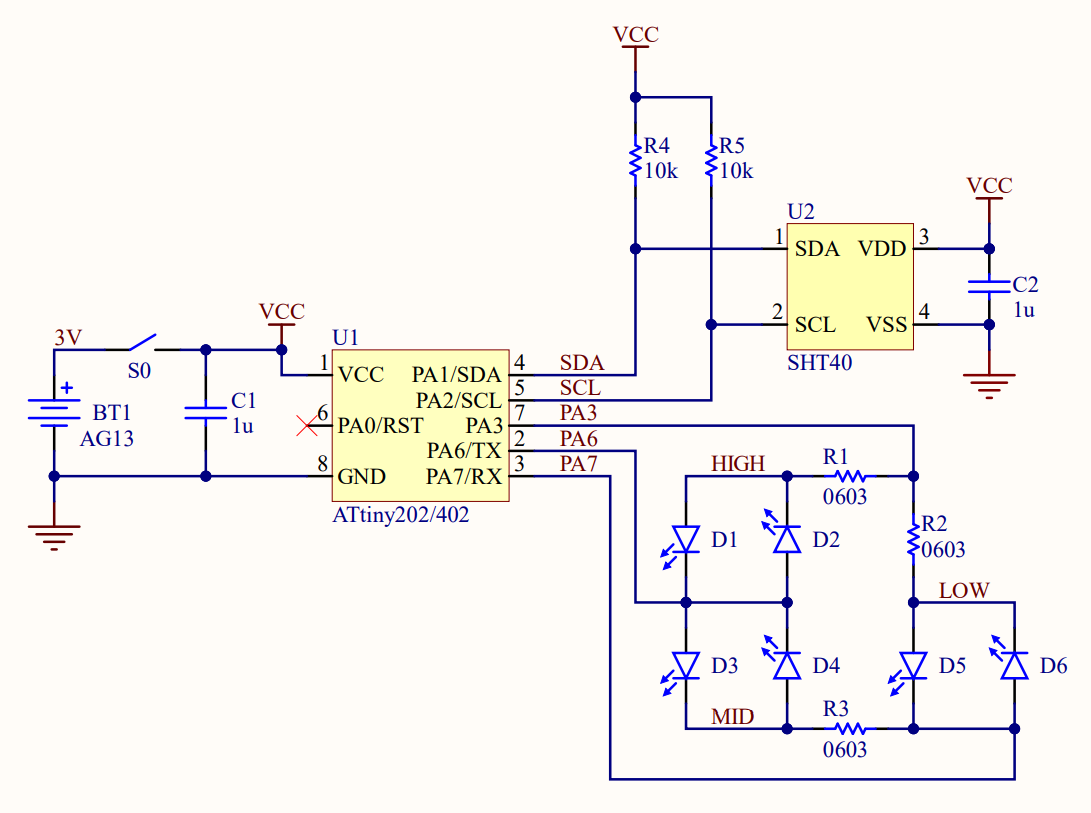 VCC
R4
10k
R5
10k
VCC
U2
1 SDA VDD 3
2 SCL VSS 4
SHT40
C2
1u
VCC
3V
S0
+
BT1
AG13
C1
1u
U1
1 VCC PA1/SDA 4 SDA
PA2/SCL 5 SCL
6 PA0/RST PA3 7 PA3
PA6/TX 2 PA6
8 GND PA7/RX 3 PA7
ATtiny202/402
HIGH
R1
0603
R2
0603
D1
D2
LOW
D3
D4
D5
D6
MID
R3
0603